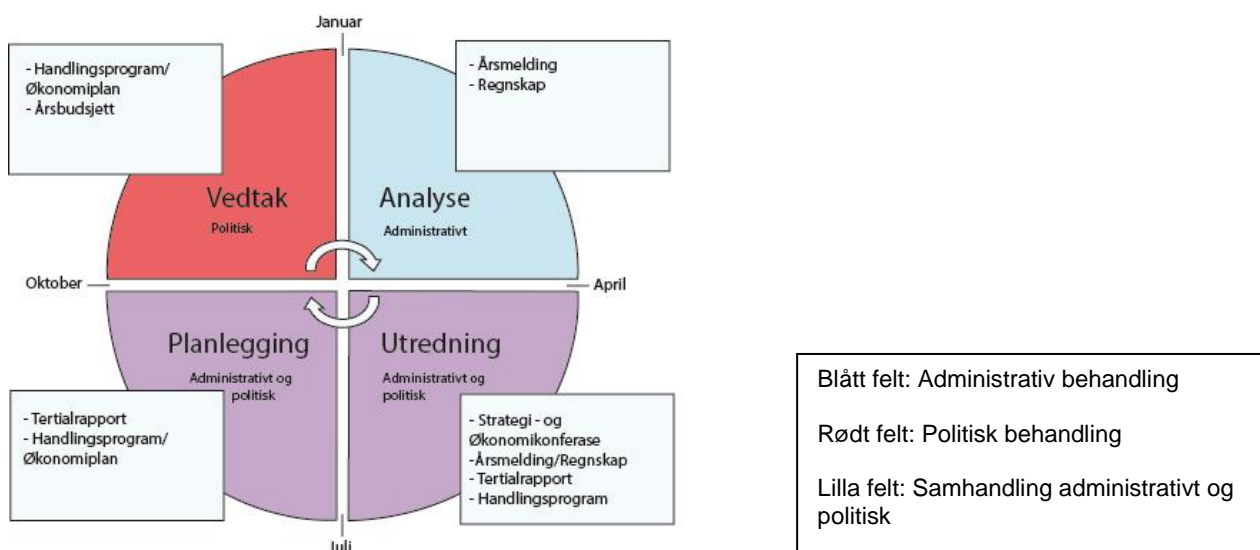 Januar
- Handlingsprogram/
Økonomiplan
- Årsbudsjett
- Årsmelding
- Regnskap
Vedtak
Politisk
Analyse
Administrativt
Oktober
April
Planlegging
Administrativt og
politisk
Utredning
Administrativt og
politisk
- Tertialrapport
- Handlingsprogram/
Økonomiplan
- Strategi - og
Økonomikonferase
-Årsmelding/Regnskap
- Tertialrapport
- Handlingsprogram
Juli
Blått felt: Administrativ behandling
Rødt felt: Politisk behandling
Lilla felt: Samhandling administrativt og
politisk